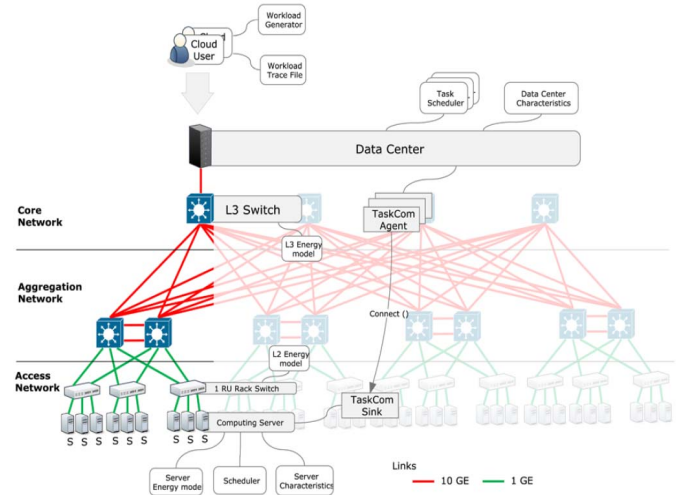 Workload
Generator
Cloud
Cloud
User
Workload
Trace File
Task
Scheduler
Data Center
Characteristics
Data Center
Core
Network
L3 Switch
TaskCom
Agent
L3 Energy
model
Aggregation
Network
Connect ()
L2 Energy
model
Access
Network
1 RU Rack Switch
TaskCom
Sink
Computing Server
S S S S S S S
Server
Energy mode
Scheduler
Server
Characteristics
Links
10 GE
1 GE